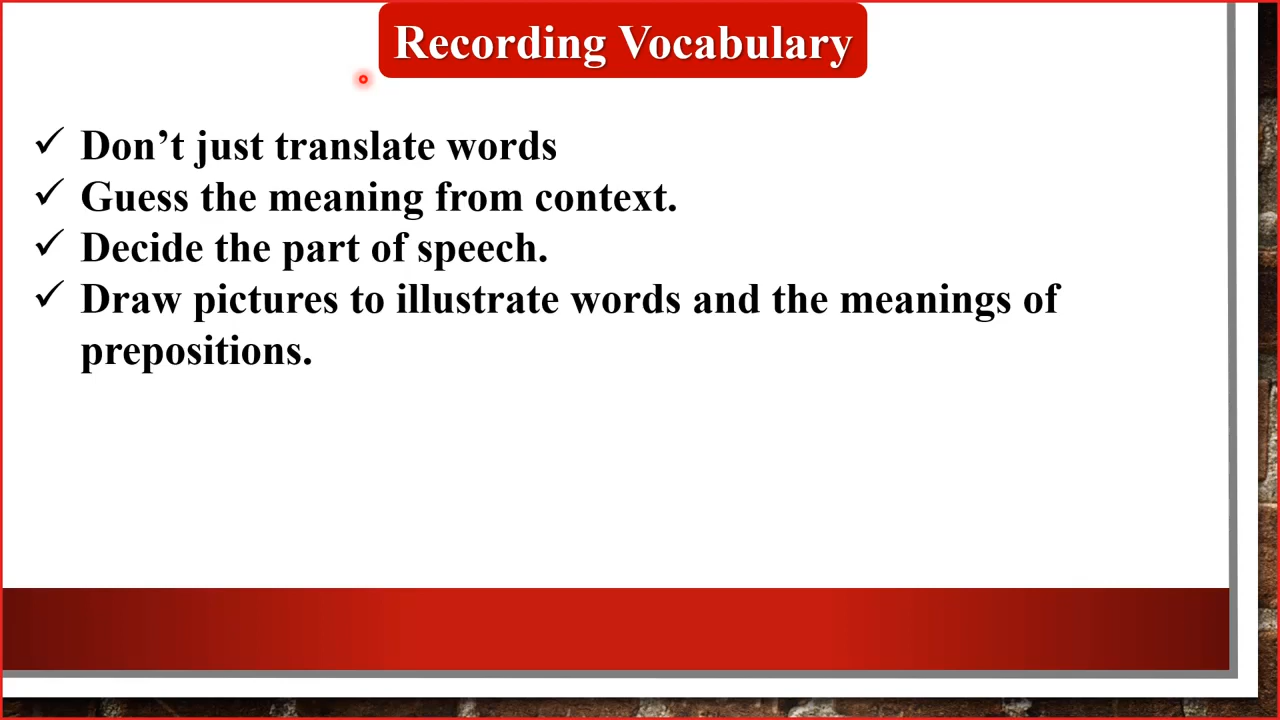 Recording Vocabulary
✓ Don’t just translate words
✓ Guess the meaning from context.
✓ Decide the part of speech.
✓ Draw pictures to illustrate words and the meanings of
prepositions.